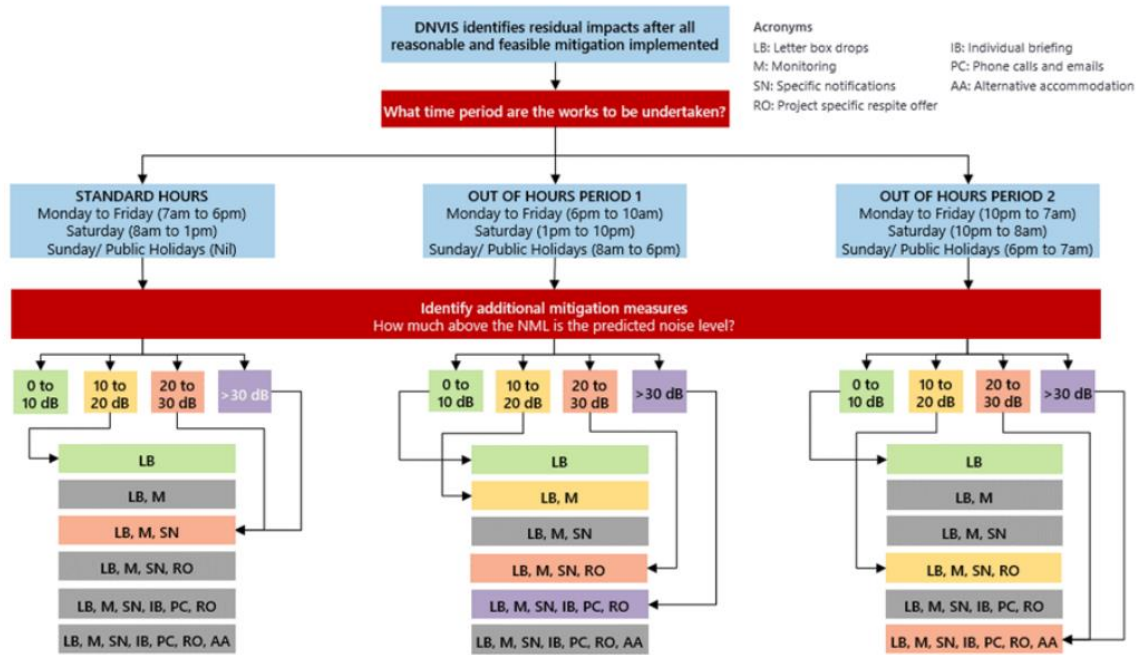 DNVIS identifies residual impacts after all
reasonable and feasible mitigation implemented
Acronyms
LB: Letter box drops
IB: Individual briefing
M: Monitoring
PC: Phone calls and emails
SN: Specific notifications
AA: Alternative accommodation
RO: Project specific respite offer
What time period are the works to be undertaken?
STANDARD HOURS
Monday to Friday (7am to 6pm)
Saturday (8am to 1pm)
Sunday/ Public Holidays (Nil)
OUT OF HOURS PERIOD 1
Monday to Friday (6pm to 10am)
Saturday (1pm to 10pm)
Sunday/ Public Holidays (8am to 6pm)
OUT OF HOURS PERIOD 2
Monday to Friday (10pm to 7am)
Saturday (10pm to 8am)
Sunday/ Public Holidays (6pm to 7am)
Identify additional mitigation measures
How much above the NML is the predicted noise level?
0 to
10 dB
10 to
20 dB
20 to
30 dB
>30 dB
LB
LB, M
LB, M, SN
LB, M, SN, RO
LB, M, SN, IB, PC, RO
LB, M, SN, IB, PC, RO, AA
0 to
10 dB
10 to
20 dB
20 to
30 dB
>30 dB
LB
LB, M
LB, M, SN
LB, M, SN, RO
LB, M, SN, IB, PC, RO
LB, M, SN, IB, PC, RO, AA
0 to
10 dB
10 to
20 dB
20 to
30 dB
>30 dB
LB
LB, M
LB, M, SN
LB, M, SN, RO
LB, M, SN, IB, PC, RO
LB, M, SN, IB, PC, RO, AA